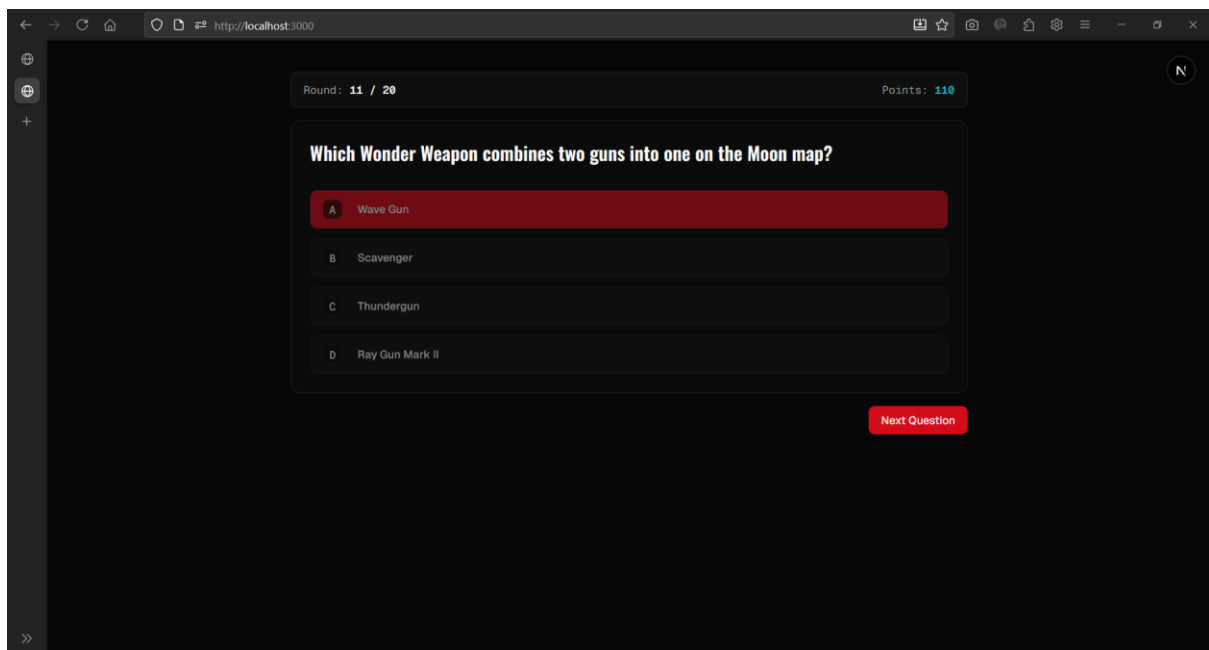 http://localhost:3000
N
Round: 11 / 20
Points: 110
Which Wonder Weapon combines two guns into one on the Moon map?
A Wave Gun
B Scavenger
C Thundergun
D Ray Gun Mark II
Next Question